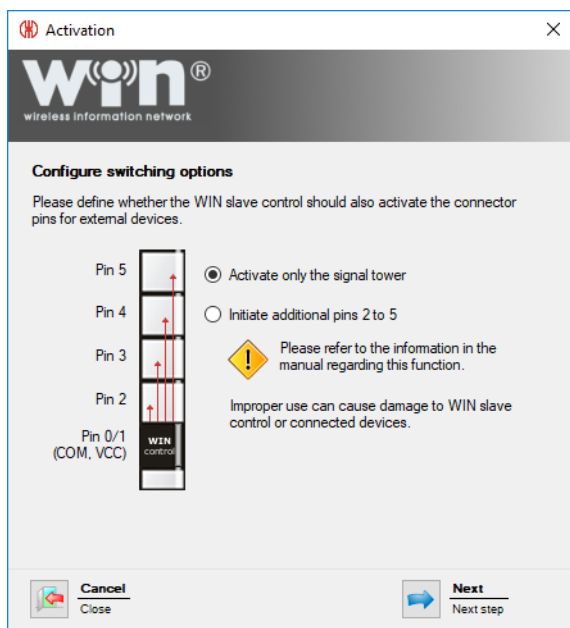 Activation
WiN®
wireless information network
Configure switching options
Please define whether the WIN slave control should also activate the connector
pins for external devices.
Pin 5
Pin 4
Pin 3
Pin 2
Pin 0/1
(COM, VCC)
WIN
control
Activate only the signal tower
Initiate additional pins 2 to 5
Please refer to the information in the
manual regarding this function.
Improper use can cause damage to WIN slave
control or connected devices.
Cancel
Close
Next
Next step